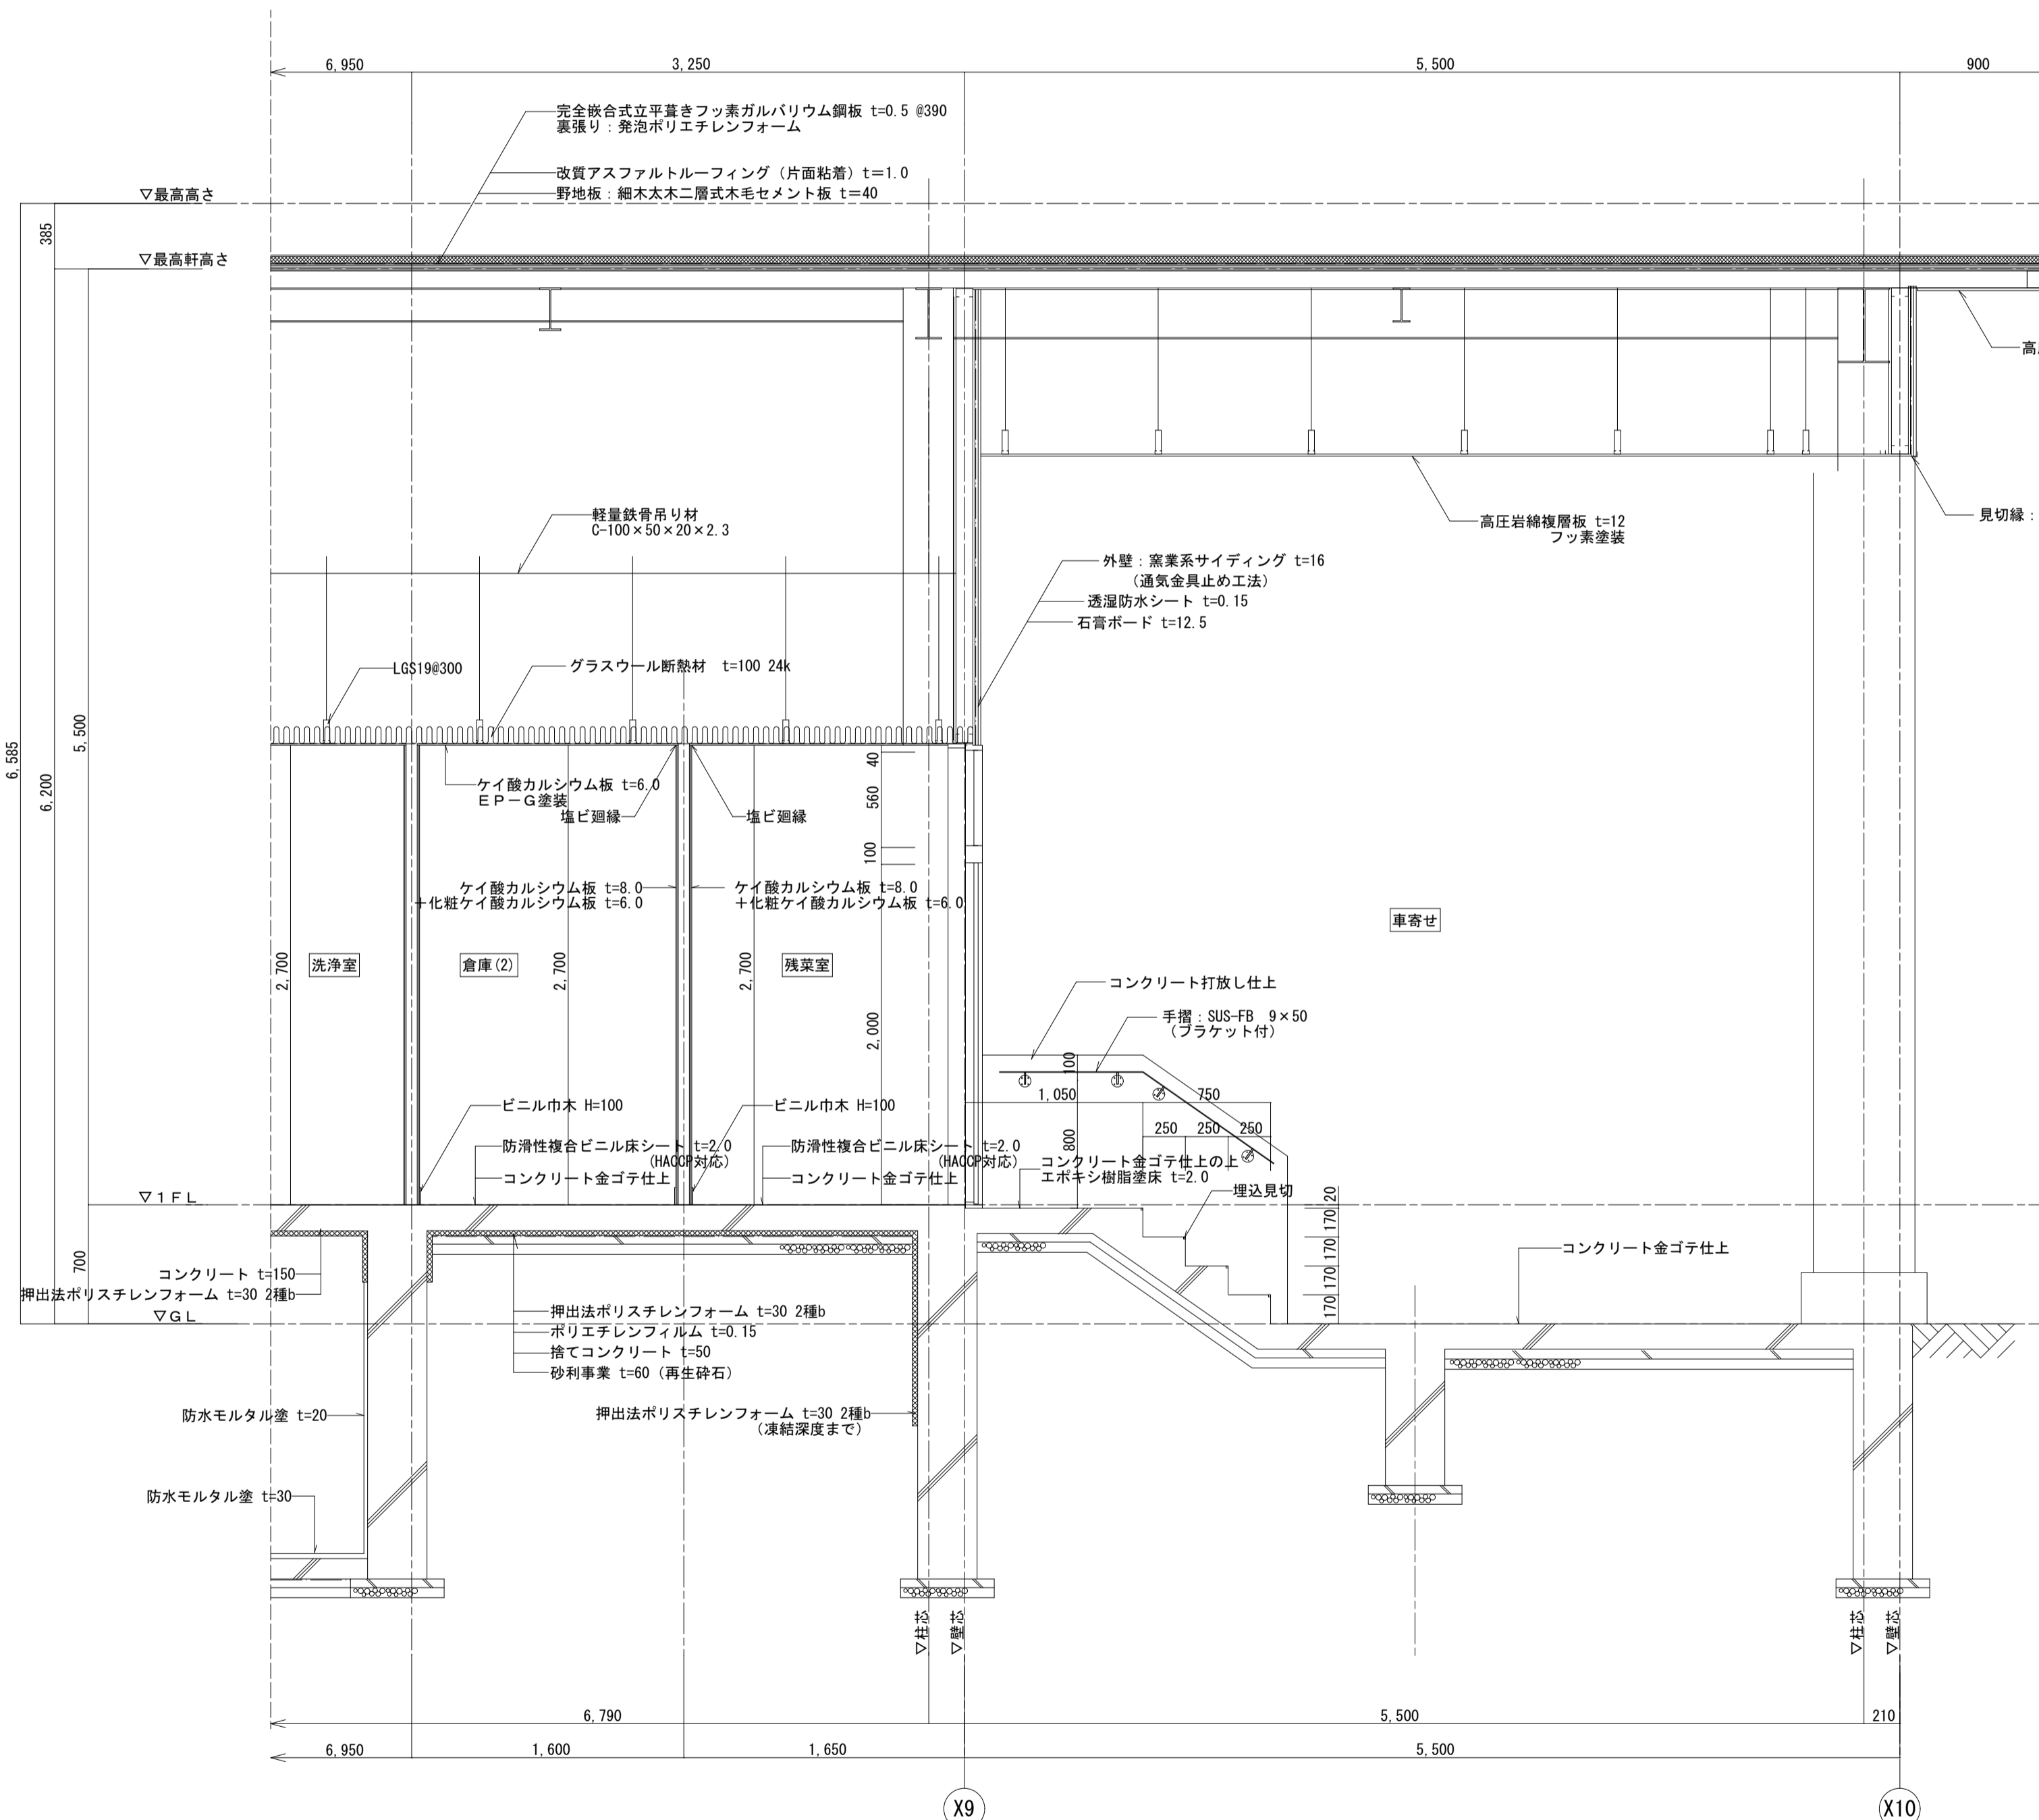 6,950
3,250
5,500
900
完全嵌合式立平葺きフッ素ガルバリウム鋼板 t=0.5 @390
裏張り：発泡ポリエチレンフォーム
改質アスファルトルーフィング（片面粘着）t=1.0
野地板：細木太木二層式木毛セメント板 t=40
▽最高高さ
385
▽最高軒高さ
高
軽量鉄骨吊り材
C-100×50×20×2.3
高圧岩綿複層板 t=12
フッ素塗装
見切縁：
外壁：窯業系サイディング t=16
（通気金具止め工法）
透湿防水シート t=0.15
石膏ボード t=12.5
LGS19@300
グラスウール断熱材　t=100 24k
6,585
6,200
5,500
ケイ酸カルシウム板 t=6.0
ＥＰ－Ｇ塗装
塩ビ廻縁
塩ビ廻縁
40
560
100
ケイ酸カルシウム板 t=8.0
＋化粧ケイ酸カルシウム板 t=6.0
ケイ酸カルシウム板 t=8.0
＋化粧ケイ酸カルシウム板 t=6.0
車寄せ
2,700
洗浄室
倉庫(2)
2,700
2,700
残菜室
2,000
コンクリート打放し仕上
手摺：SUS-FB　9×50
（ブラケット付）
100
1,050
750
ビニル巾木 H=100
ビニル巾木 H=100
250
250
250
800
防滑性複合ビニル床シート t=2.0
(HACCP対応)
コンクリート金ゴテ仕上
防滑性複合ビニル床シート t=2.0
(HACCP対応)
コンクリート金ゴテ仕上
コンクリート金ゴテ仕上の上
エポキシ樹脂塗床 t=2.0
埋込見切
▽１ＦＬ
20
170
170
170
170
700
コンクリート金ゴテ仕上
コンクリート t=150
押出法ポリスチレンフォーム t=30 2種b
▽ＧＬ
押出法ポリスチレンフォーム t=30 2種b
ポリエチレンフィルム t=0.15
捨てコンクリート t=50
砂利事業 t=60（再生砕石）
防水モルタル塗 t=20
押出法ポリスチレンフォーム t=30 2種b
（凍結深度まで）
防水モルタル塗 t=30
▽柱芯
▽壁芯
▽柱芯
▽壁芯
6,790
5,500
210
6,950
1,600
1,650
5,500
X9
X10